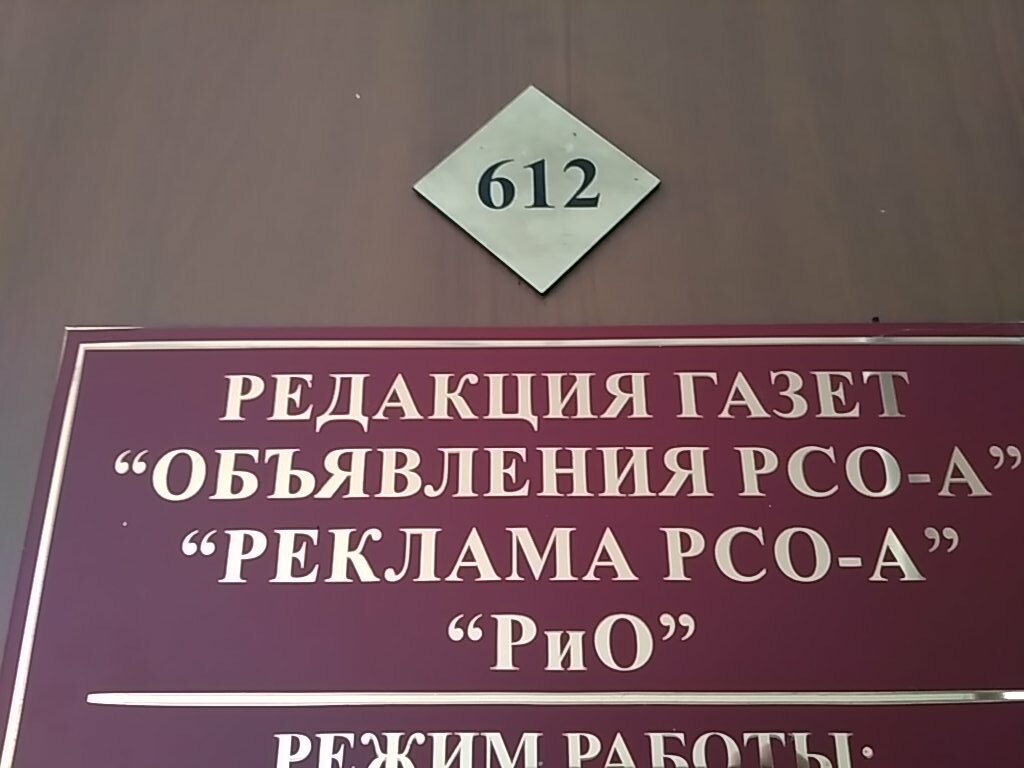 612
РЕДАКЦИЯ ГАЗЕТ
“ОБЪЯВЛЕНИЯ РСО-А”
“РЕКЛАМА РСО-А”
“РиО”
РЕЖИМ РАБОТЫ: